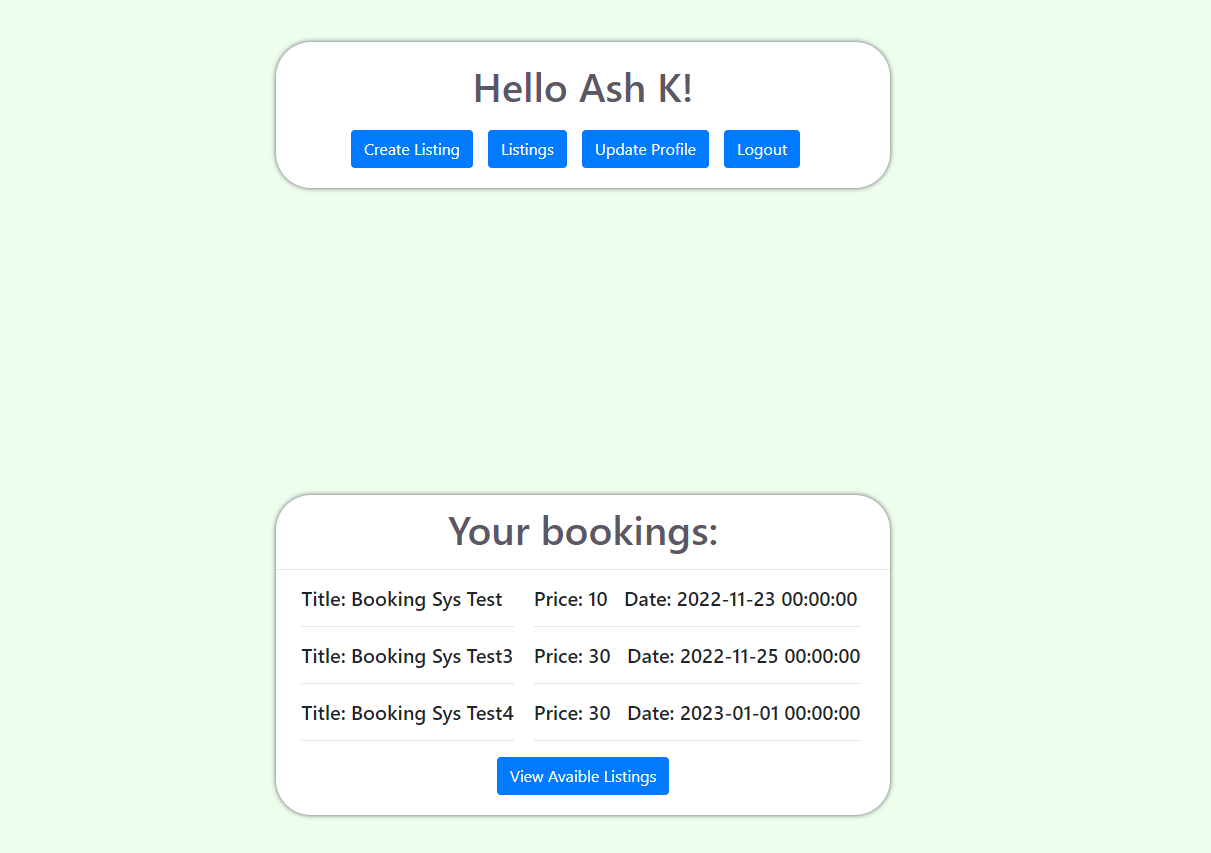 Hello Ash K!
Create Listing Listings Update Profile Logout
Your bookings:
Title: Booking Sys Test Price: 10 Date: 2022-11-23 00:00:00
Title: Booking Sys Test3 Price: 30 Date: 2022-11-25 00:00:00
Title: Booking Sys Test4 Price: 30 Date: 2023-01-01 00:00:00
View Avaible Listings